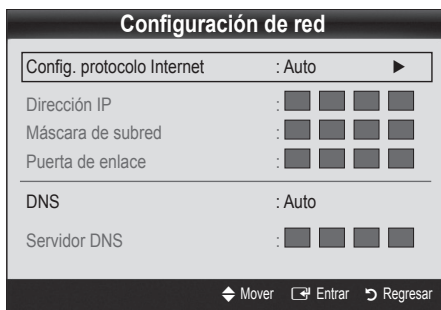 Configuración de red
Config. protocolo Internet : Auto ►
Dirección IP :
Máscara de subred :
Puerta de enlace :
DNS : Auto
Servidor DNS :
Mover Entrar Regresar